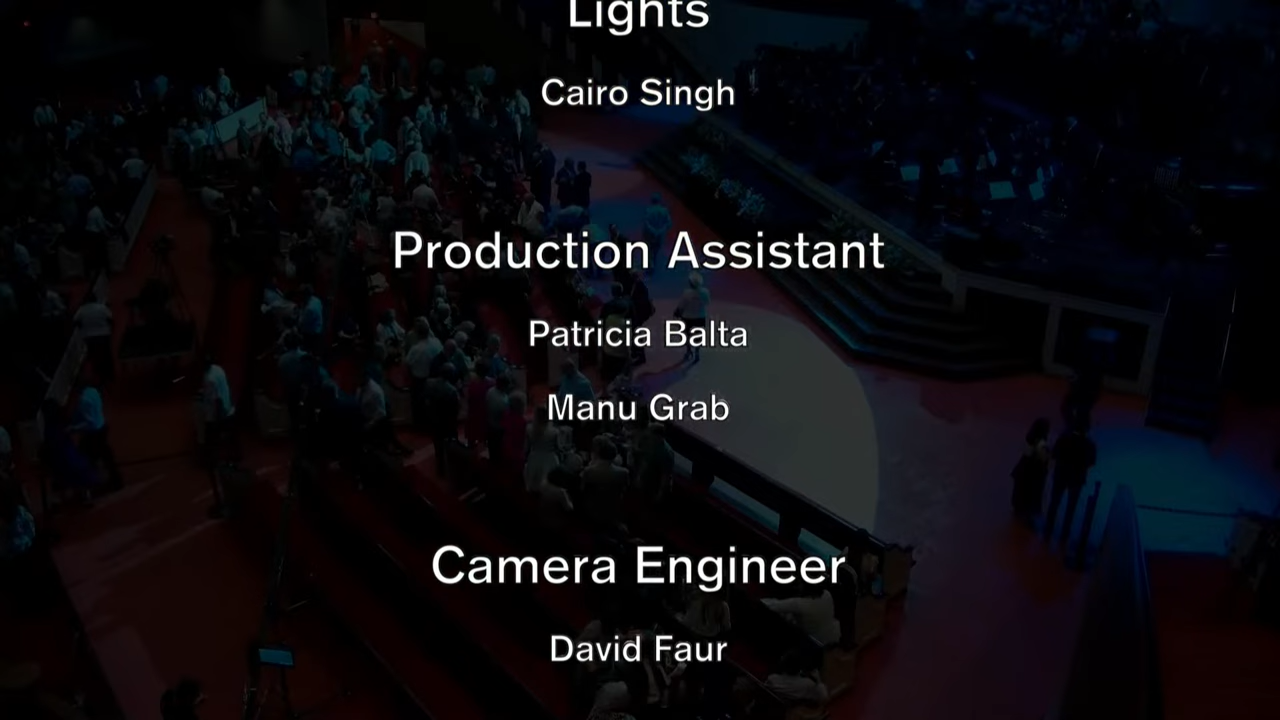 Lights
Cairo Singh
Production Assistant
Patricia Balta
Manu Grab
Camera Engineer
David Faur